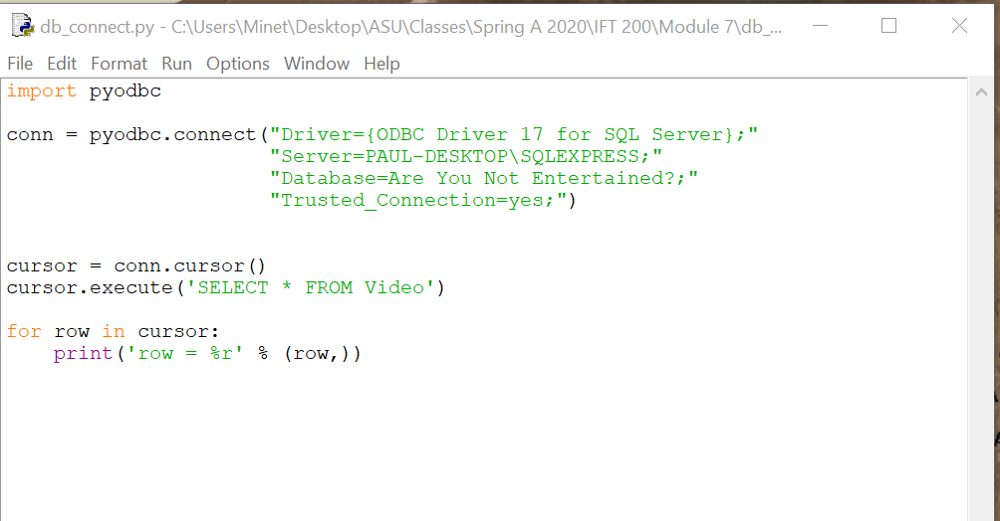 db_connect.py - C:\Users\Minet\Desktop\ASU\Classes\Spring A 2020\IFT 200\Module 7\db_...
File Edit Format Run Options Window Help
import pyodbc
conn = pyodbc.connect("Driver={ODBC Driver 17 for SQL Server};"
"Server=PAUL-DESKTOP\SQLEXPRESS;"
"Database=Are You Not Entertained?;"
"Trusted_Connection=yes;")
cursor = conn.cursor()
cursor.execute('SELECT * FROM Video')
for row in cursor:
print('row = %r' % (row,))